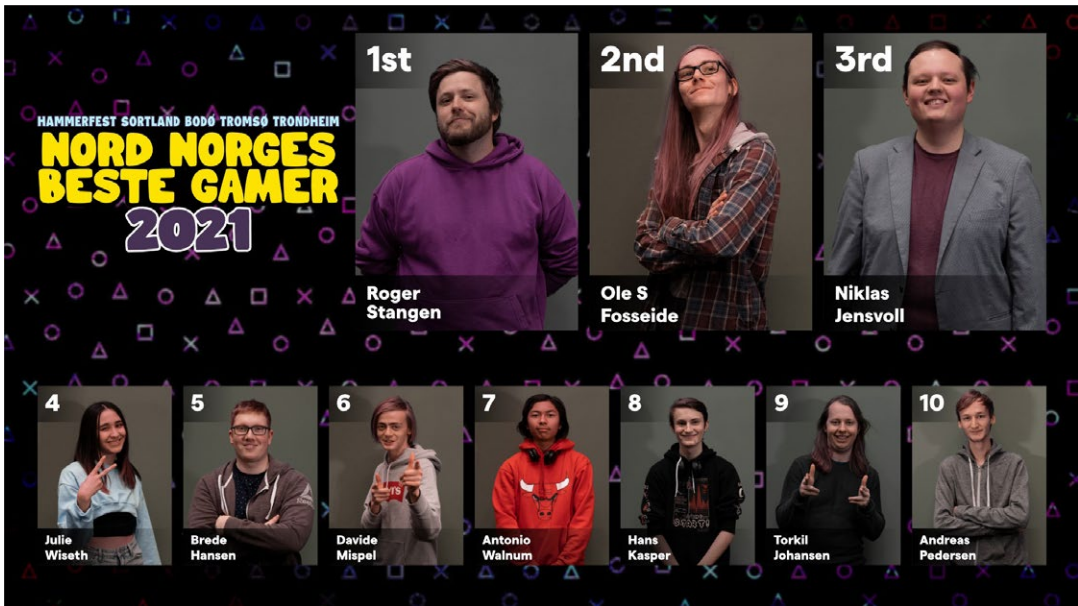 HAMMERFEST SORTLAND BODØ TROMSØ TRONDHEIM
NORD NORGES
BESTE GAMER
2021
1st
Roger
Stangen
2nd
Ole S
Fosseide
3rd
Niklas
Jensvoll
4
Julie
Wiseth
5
Brede
Hansen
6
Davide
Mispel
7
Antonio
Walnum
8
Hans
Kasper
9
Torkil
Johansen
10
Andreas
Pedersen